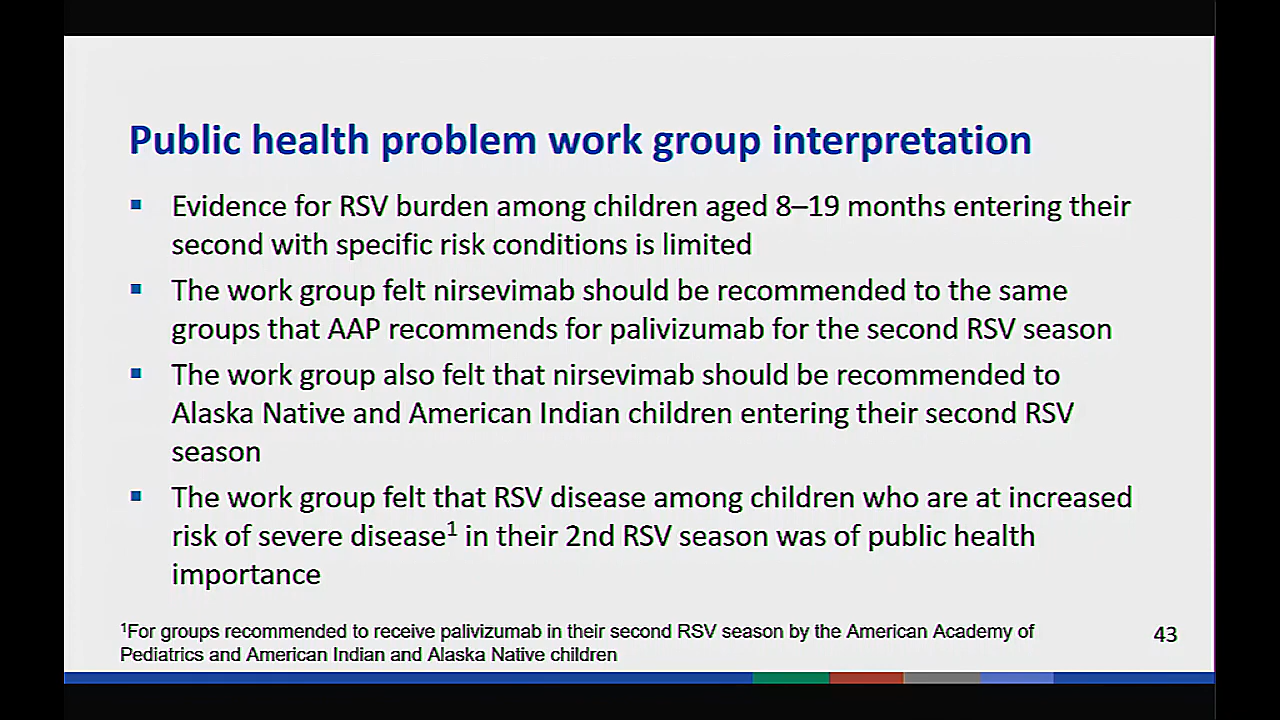 Public health problem work group interpretation
▪ Evidence for RSV burden among children aged 8–19 months entering their
second with specific risk conditions is limited
▪ The work group felt nirsevimab should be recommended to the same
groups that AAP recommends for palivizumab for the second RSV season
▪ The work group also felt that nirsevimab should be recommended to
Alaska Native and American Indian children entering their second RSV
season
▪ The work group felt that RSV disease among children who are at increased
risk of severe disease¹ in their 2nd RSV season was of public health
importance
¹For groups recommended to receive palivizumab in their second RSV season by the American Academy of
Pediatrics and American Indian and Alaska Native children
43